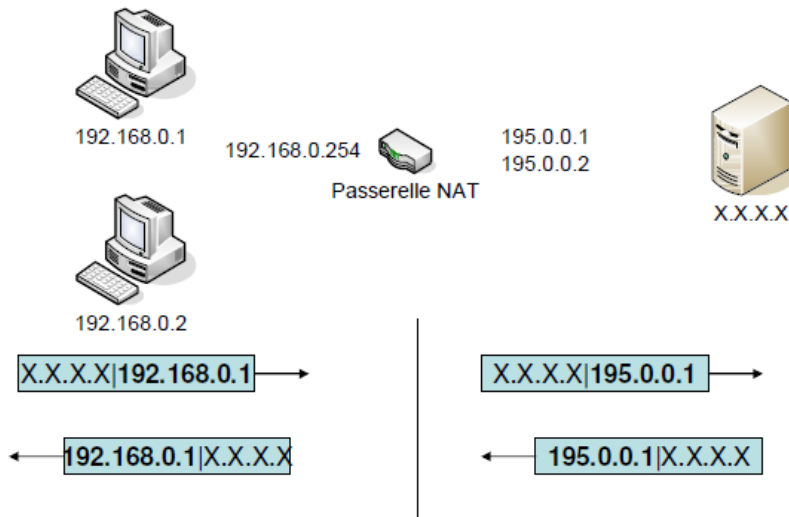 192.168.0.1
192.168.0.254
195.0.0.1
195.0.0.2
Passerelle NAT
X.X.X.X
192.168.0.2
X.X.X.X|192.168.0.1
X.X.X.X|195.0.0.1
192.168.0.1|X.X.X.X
195.0.0.1|X.X.X.X